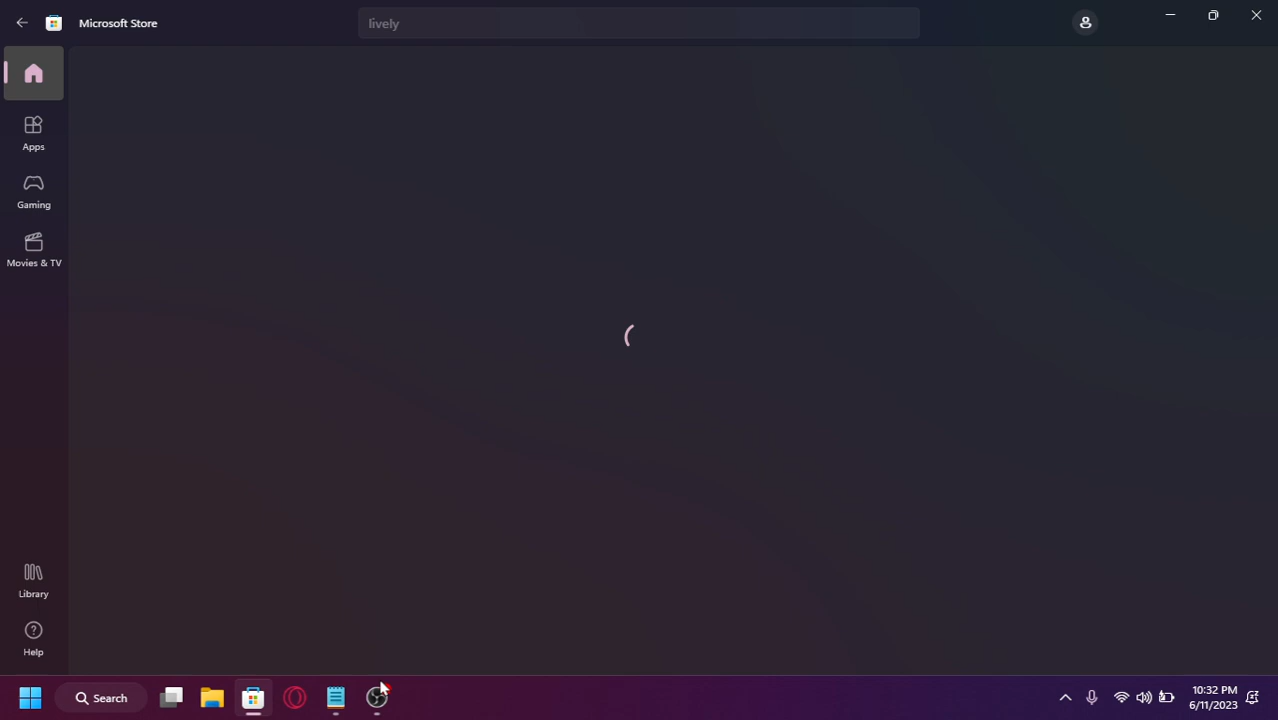 Microsoft Store
lively
Apps
Gaming
Movies & TV
Library
Help
Search
10:32 PM
6/11/2023